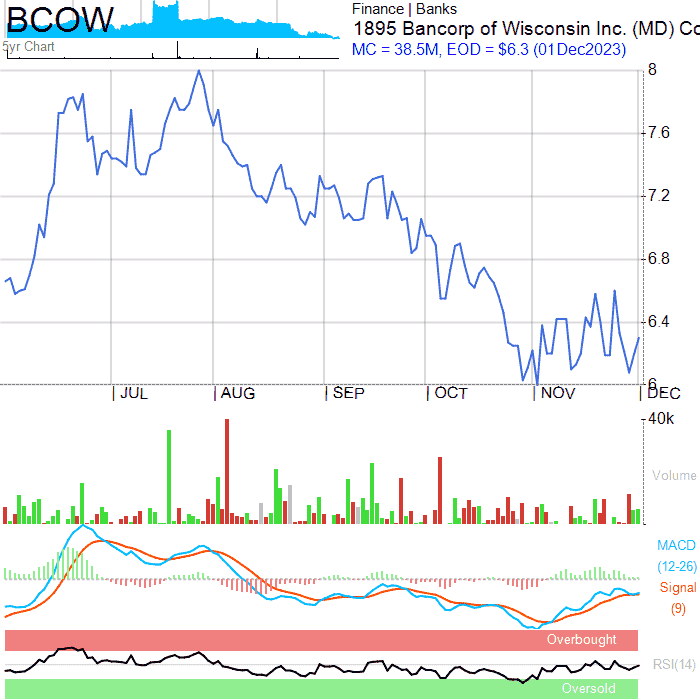 BCOW
Finance | Banks
1895 Bancorp of Wisconsin Inc. (MD) Co
MC = 38.5M, EOD = $6.3 (01Dec2023)
5yr Chart
8
7.6
7.2
6.8
6.4
6
JUL AUG SEP OCT NOV DEC
40k
Volume
MACD
(12-26)
Signal
(9)
Overbought
RSI(14)
Oversold